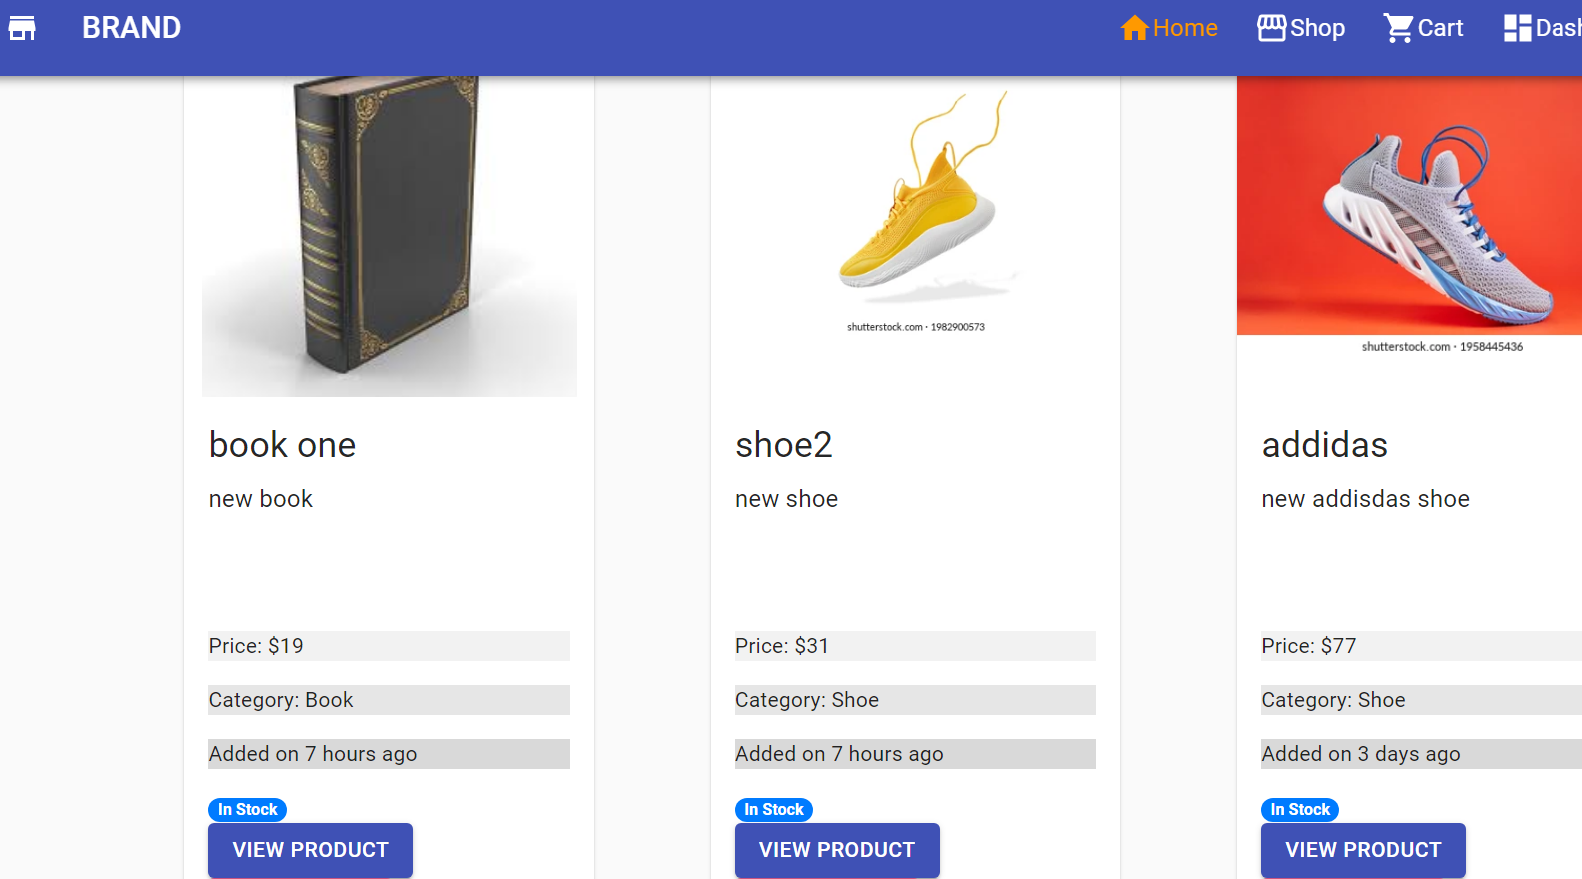 BRAND
Home
Shop
Cart
Dash
shutterstock.com · 1982900573
shutterstock.com · 1958445436
book one
new book
Price: $19
Category: Book
Added on 7 hours ago
In Stock
VIEW PRODUCT
shoe2
new shoe
Price: $31
Category: Shoe
Added on 7 hours ago
In Stock
VIEW PRODUCT
addidas
new addisdas shoe
Price: $77
Category: Shoe
Added on 3 days ago
In Stock
VIEW PRODUCT